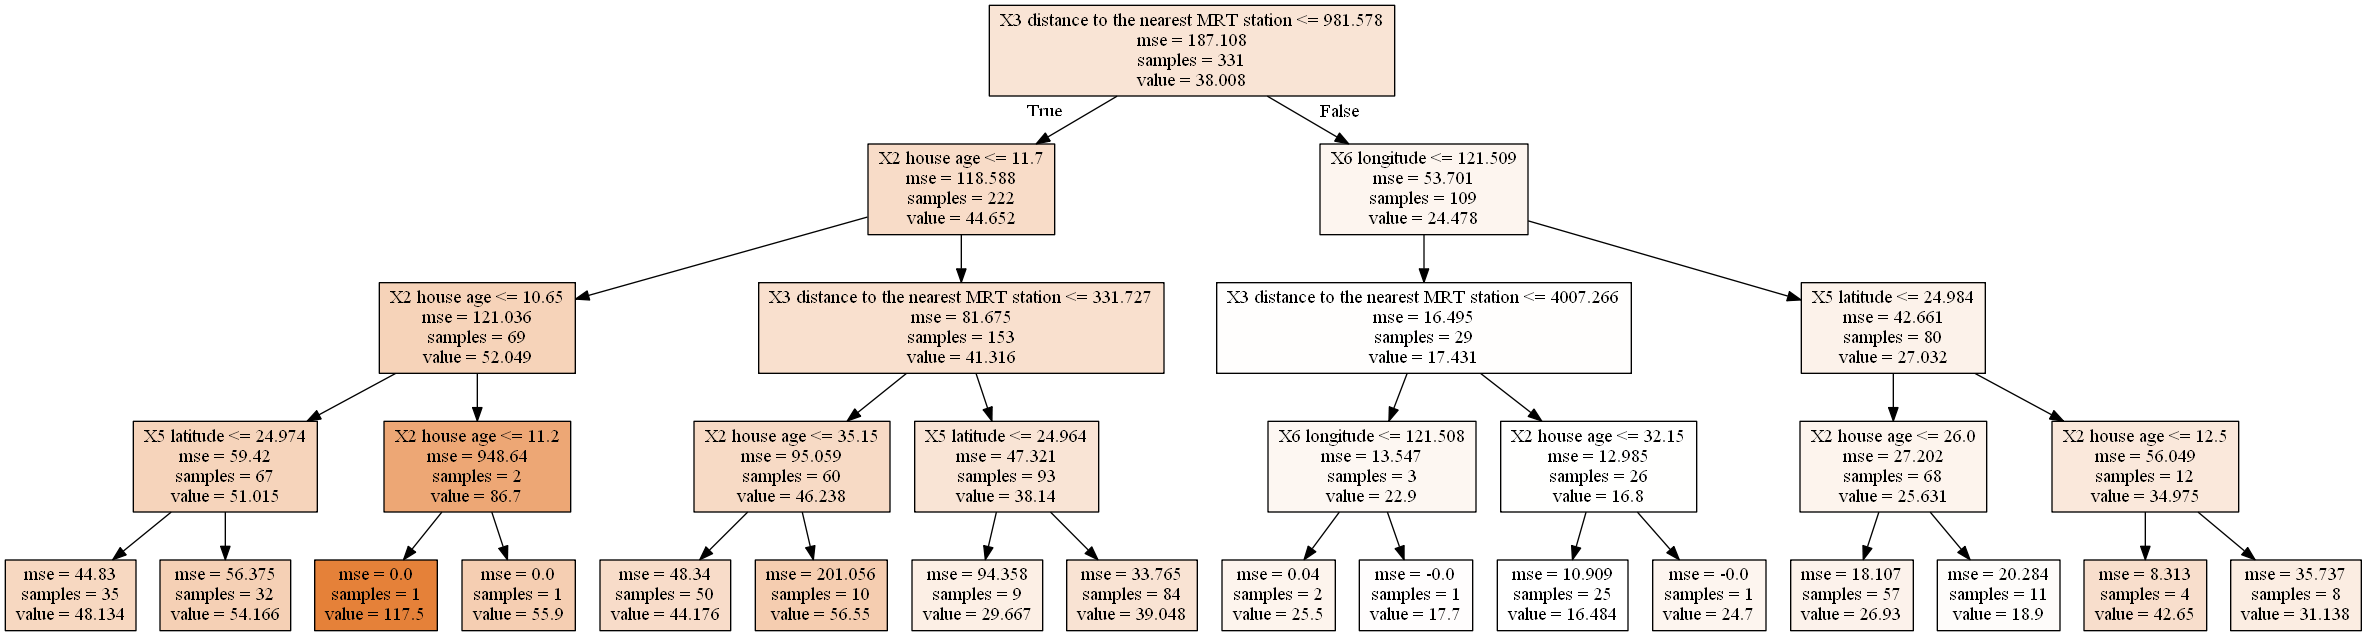 X3 distance to the nearest MRT station <= 981.578
mse = 187.108
samples = 331
value = 38.008
True
False
X2 house age <= 11.7
mse = 118.588
samples = 222
value = 44.652
X6 longitude <= 121.509
mse = 53.701
samples = 109
value = 24.478
X2 house age <= 10.65
mse = 121.036
samples = 69
value = 52.049
X3 distance to the nearest MRT station <= 331.727
mse = 81.675
samples = 153
value = 41.316
X3 distance to the nearest MRT station <= 4007.266
mse = 16.495
samples = 29
value = 17.431
X5 latitude <= 24.984
mse = 42.661
samples = 80
value = 27.032
X5 latitude <= 24.974
mse = 59.42
samples = 67
value = 51.015
X2 house age <= 11.2
mse = 948.64
samples = 2
value = 86.7
X2 house age <= 35.15
mse = 95.059
samples = 60
value = 46.238
X5 latitude <= 24.964
mse = 47.321
samples = 93
value = 38.14
X6 longitude <= 121.508
mse = 13.547
samples = 3
value = 22.9
X2 house age <= 32.15
mse = 12.985
samples = 26
value = 16.8
X2 house age <= 26.0
mse = 27.202
samples = 68
value = 25.631
X2 house age <= 12.5
mse = 56.049
samples = 12
value = 34.975
mse = 44.83
samples = 35
value = 48.134
mse = 56.375
samples = 32
value = 54.166
mse = 0.0
samples = 1
value = 117.5
mse = 0.0
samples = 1
value = 55.9
mse = 48.34
samples = 50
value = 44.176
mse = 201.056
samples = 10
value = 56.55
mse = 94.358
samples = 9
value = 29.667
mse = 33.765
samples = 84
value = 39.048
mse = 0.04
samples = 2
value = 25.5
mse = -0.0
samples = 1
value = 17.7
mse = 10.909
samples = 25
value = 16.484
mse = -0.0
samples = 1
value = 24.7
mse = 18.107
samples = 57
value = 26.93
mse = 20.284
samples = 11
value = 18.9
mse = 8.313
samples = 4
value = 42.65
mse = 35.737
samples = 8
value = 31.138